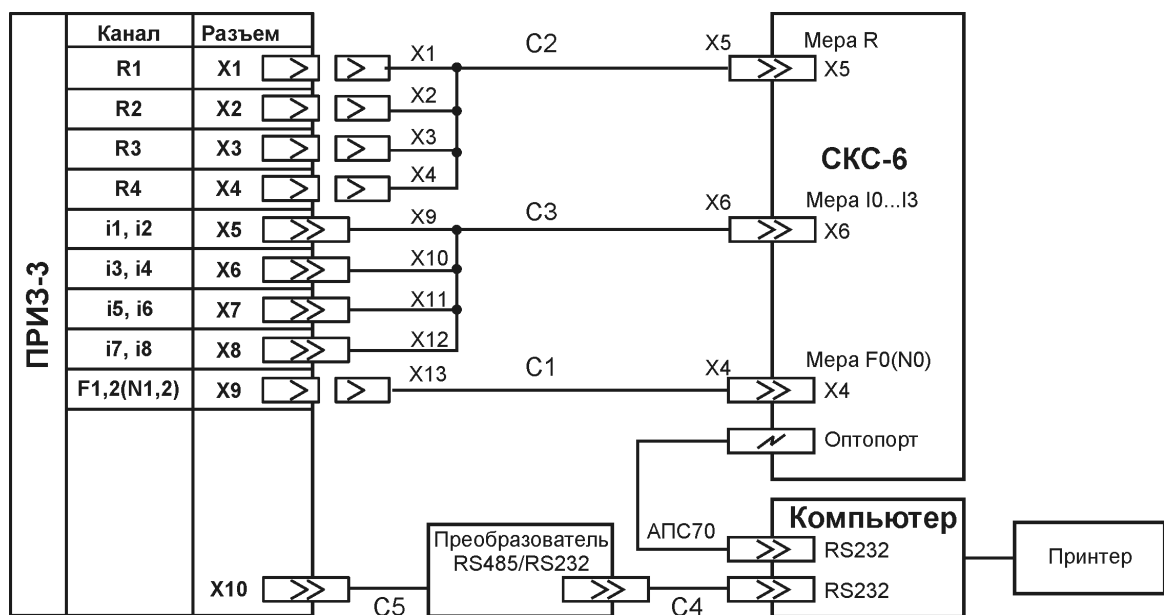 ПРИЗ-3
Канал Разъем
R1 X1
R2 X2
R3 X3
R4 X4
i1, i2 X5
i3, i4 X6
i5, i6 X7
i7, i8 X8
F1,2(N1,2) X9
X10
X1
X2
X3
X4
C2
X5
X9
X10
X11
X12
C3
X6
X13
C1
X4
Мера R
X5
СКС-6
Мера I0...I3
X6
Мера F0(N0)
X4
Оптопорт
АПС70
Компьютер
RS232
RS232
Принтер
Преобразователь
RS485/RS232
C5
C4